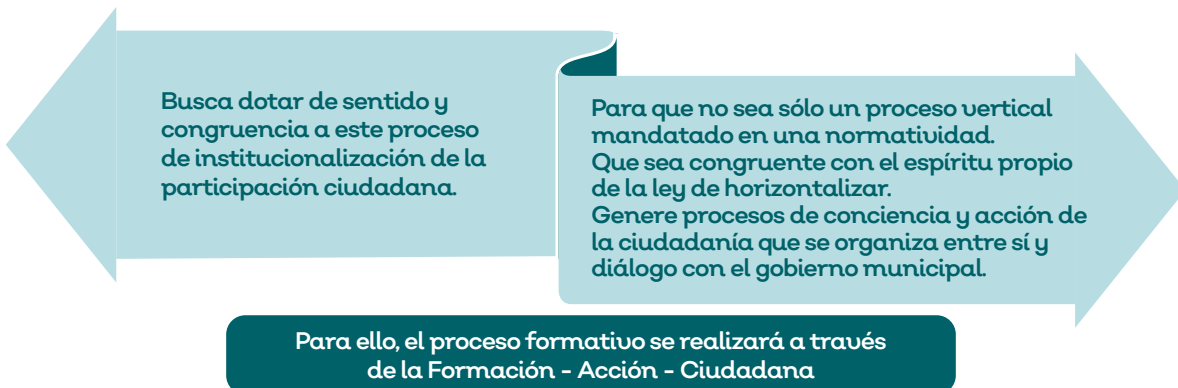 Busca dotar de sentido y
congruencia a este proceso
de institucionalización de la
participación ciudadana.
Para que no sea sólo un proceso vertical
mandatado en una normatividad.
Que sea congruente con el espíritu propio
de la ley de horizontalizar.
Genere procesos de conciencia y acción de
la ciudadanía que se organiza entre sí y
diálogo con el gobierno municipal.
Para ello, el proceso formativo se realizará a través
de la Formación - Acción - Ciudadana